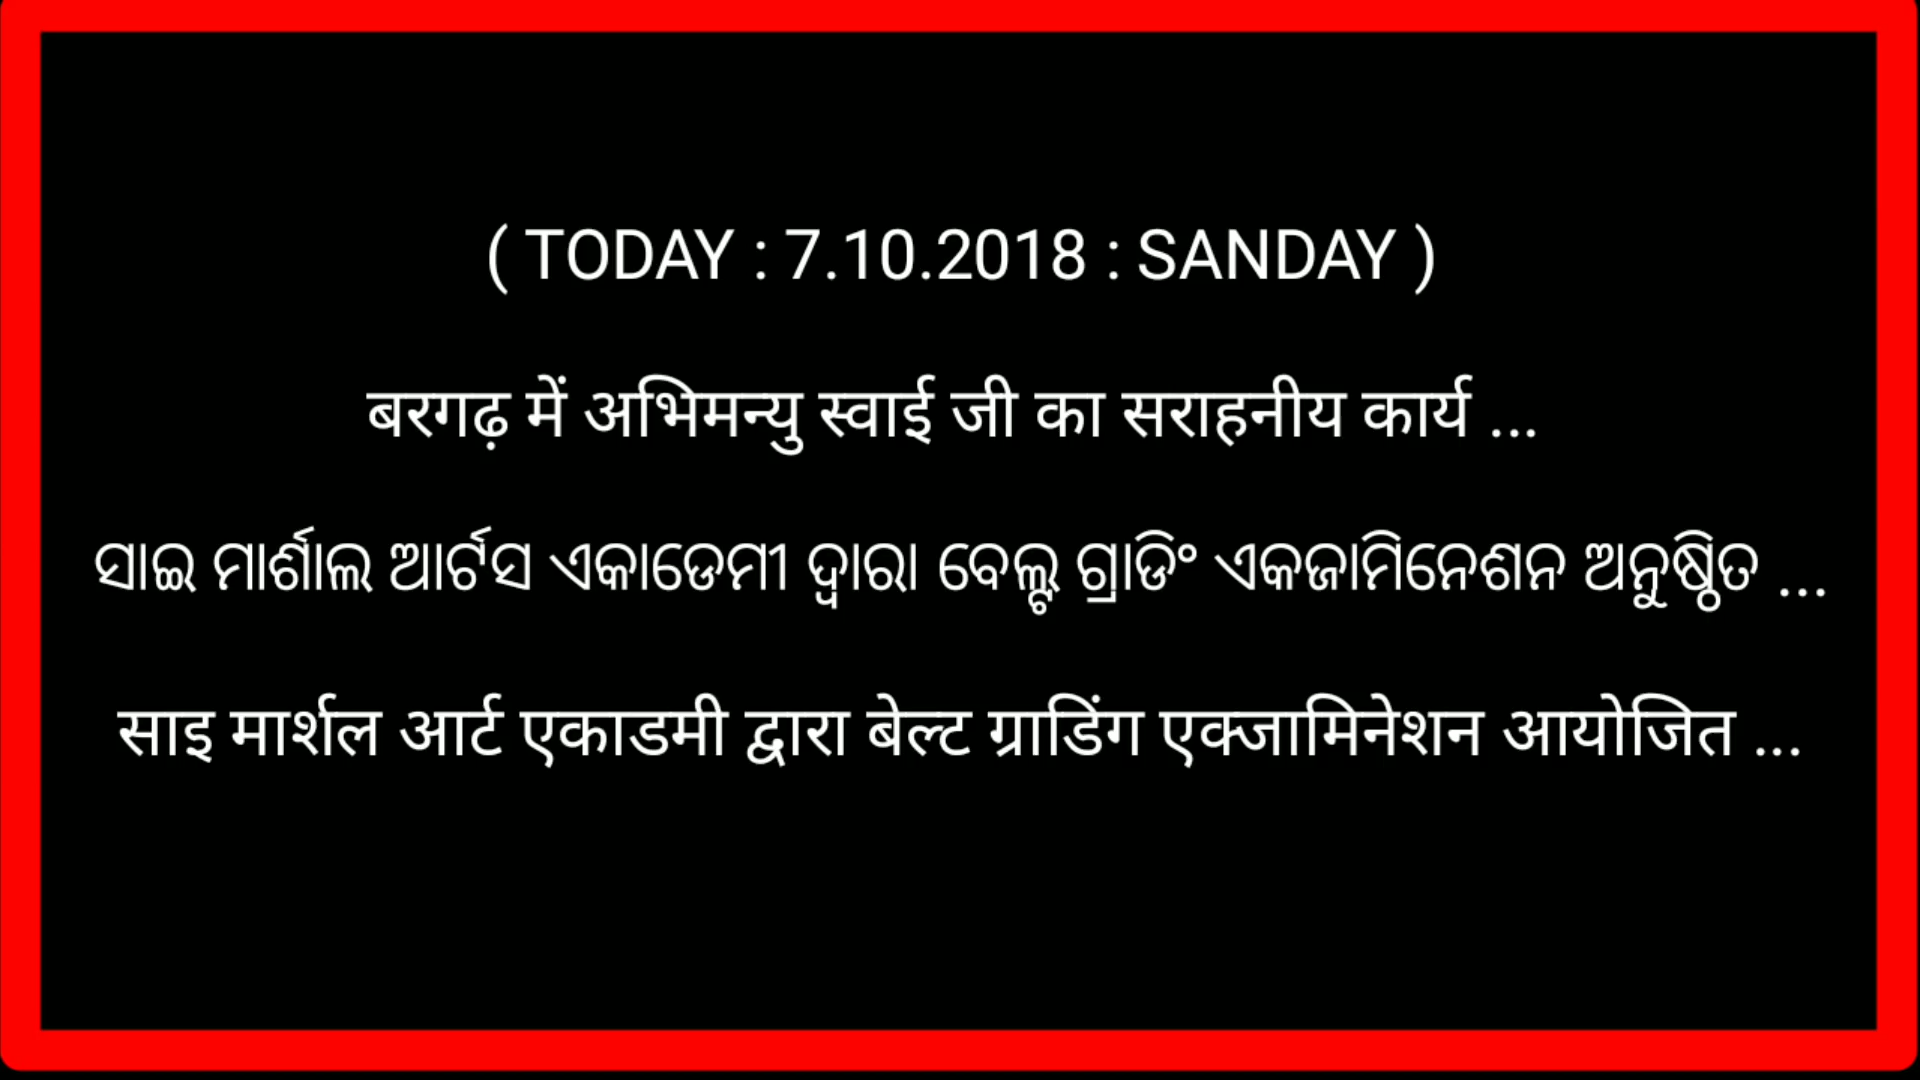 ( TODAY : 7.10.2018 : SANDAY )
बरगढ़ में अभिमन्यु स्वाई जी का सराहनीय कार्य ...
ସାଇ ମାର୍ଶାଲ ଆର୍ଟସ ଏକାଡେମୀ ଦ୍ୱାରା ବେଲ୍ଟ ଗ୍ରାଡିଂ ଏକଜାମିନେଶନ ଅନୁଷ୍ଠିତ ...
साइ मार्शल आर्ट एकाडमी द्वारा बेल्ट ग्राडिंग एक्जामिनेशन आयोजित ...